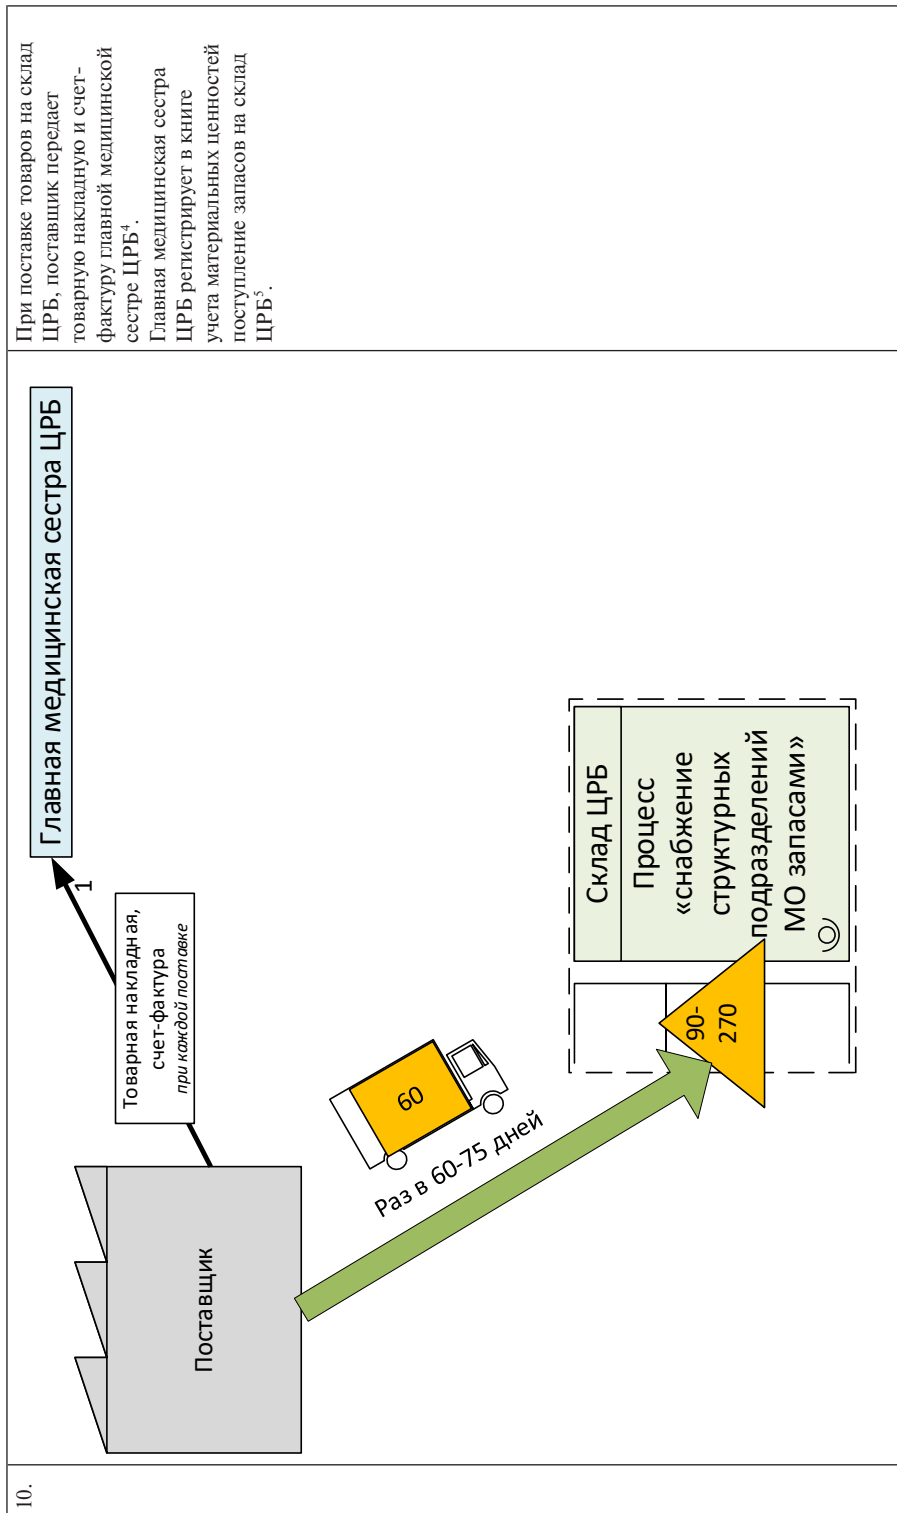 10.
Поставщик
Товарная накладная,
счет-фактура
при каждой поставке
1
Главная медицинская сестра ЦРБ
60
Раз в 60-75 дней
90-
270
Склад ЦРБ
Процесс
«снабжение
структурных
подразделений
МО запасами»
При поставке товаров на склад
ЦРБ, поставщик передает
товарную накладную и счет-
фактуру главной медицинской
сестре ЦРБ⁴.
Главная медицинская сестра
ЦРБ регистрирует в книге
учета материальных ценностей
поступление запасов на склад
ЦРБ⁵.